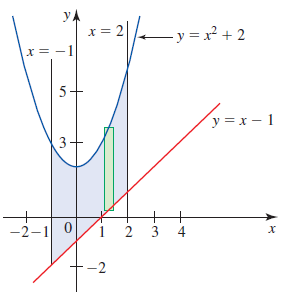 y
x = 2
y = x² + 2
x = −1
5
y = x − 1
3
−2 −1 0 1 2 3 4 x
−2